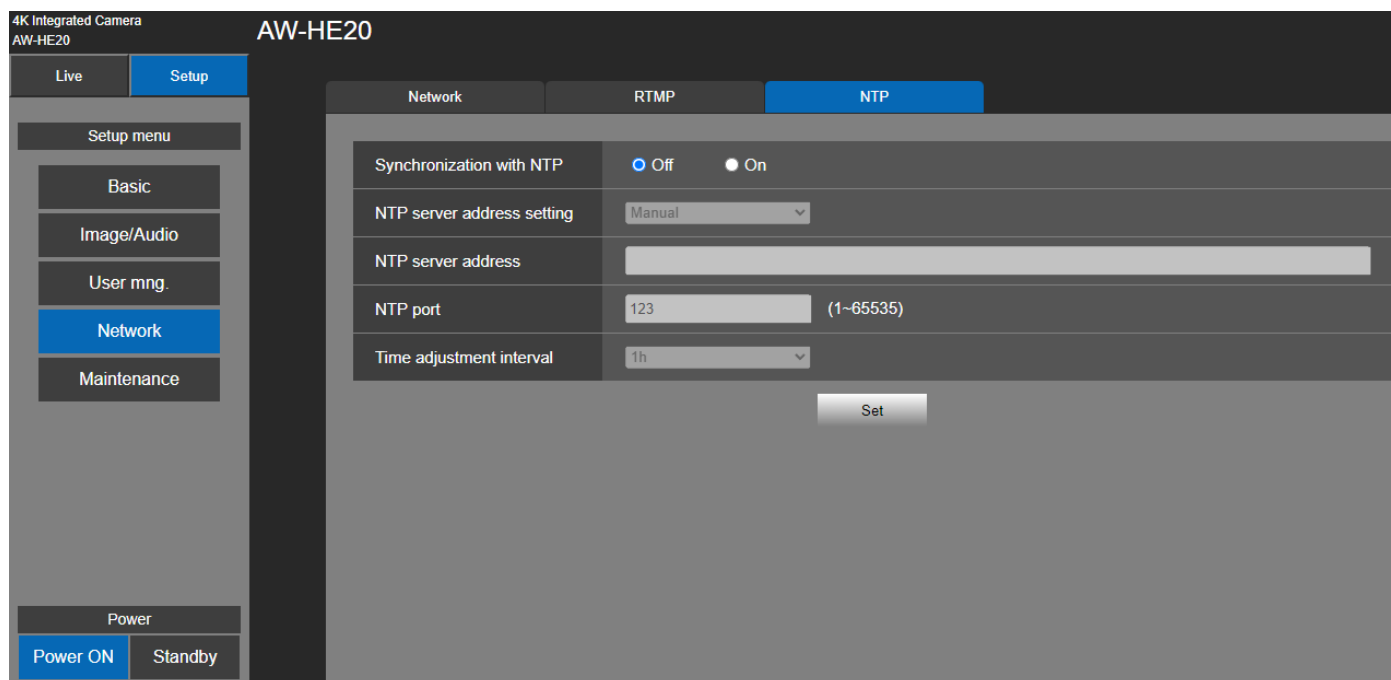 4K Integrated Camera
AW-HE20
AW-HE20
Live
Setup
Setup menu
Basic
Image/Audio
User mng.
Network
Maintenance
Power
Power ON
Standby
Network
RTMP
NTP
Synchronization with NTP
Off
On
NTP server address setting
Manual
NTP server address
NTP port
123
(1~65535)
Time adjustment interval
1h
Set